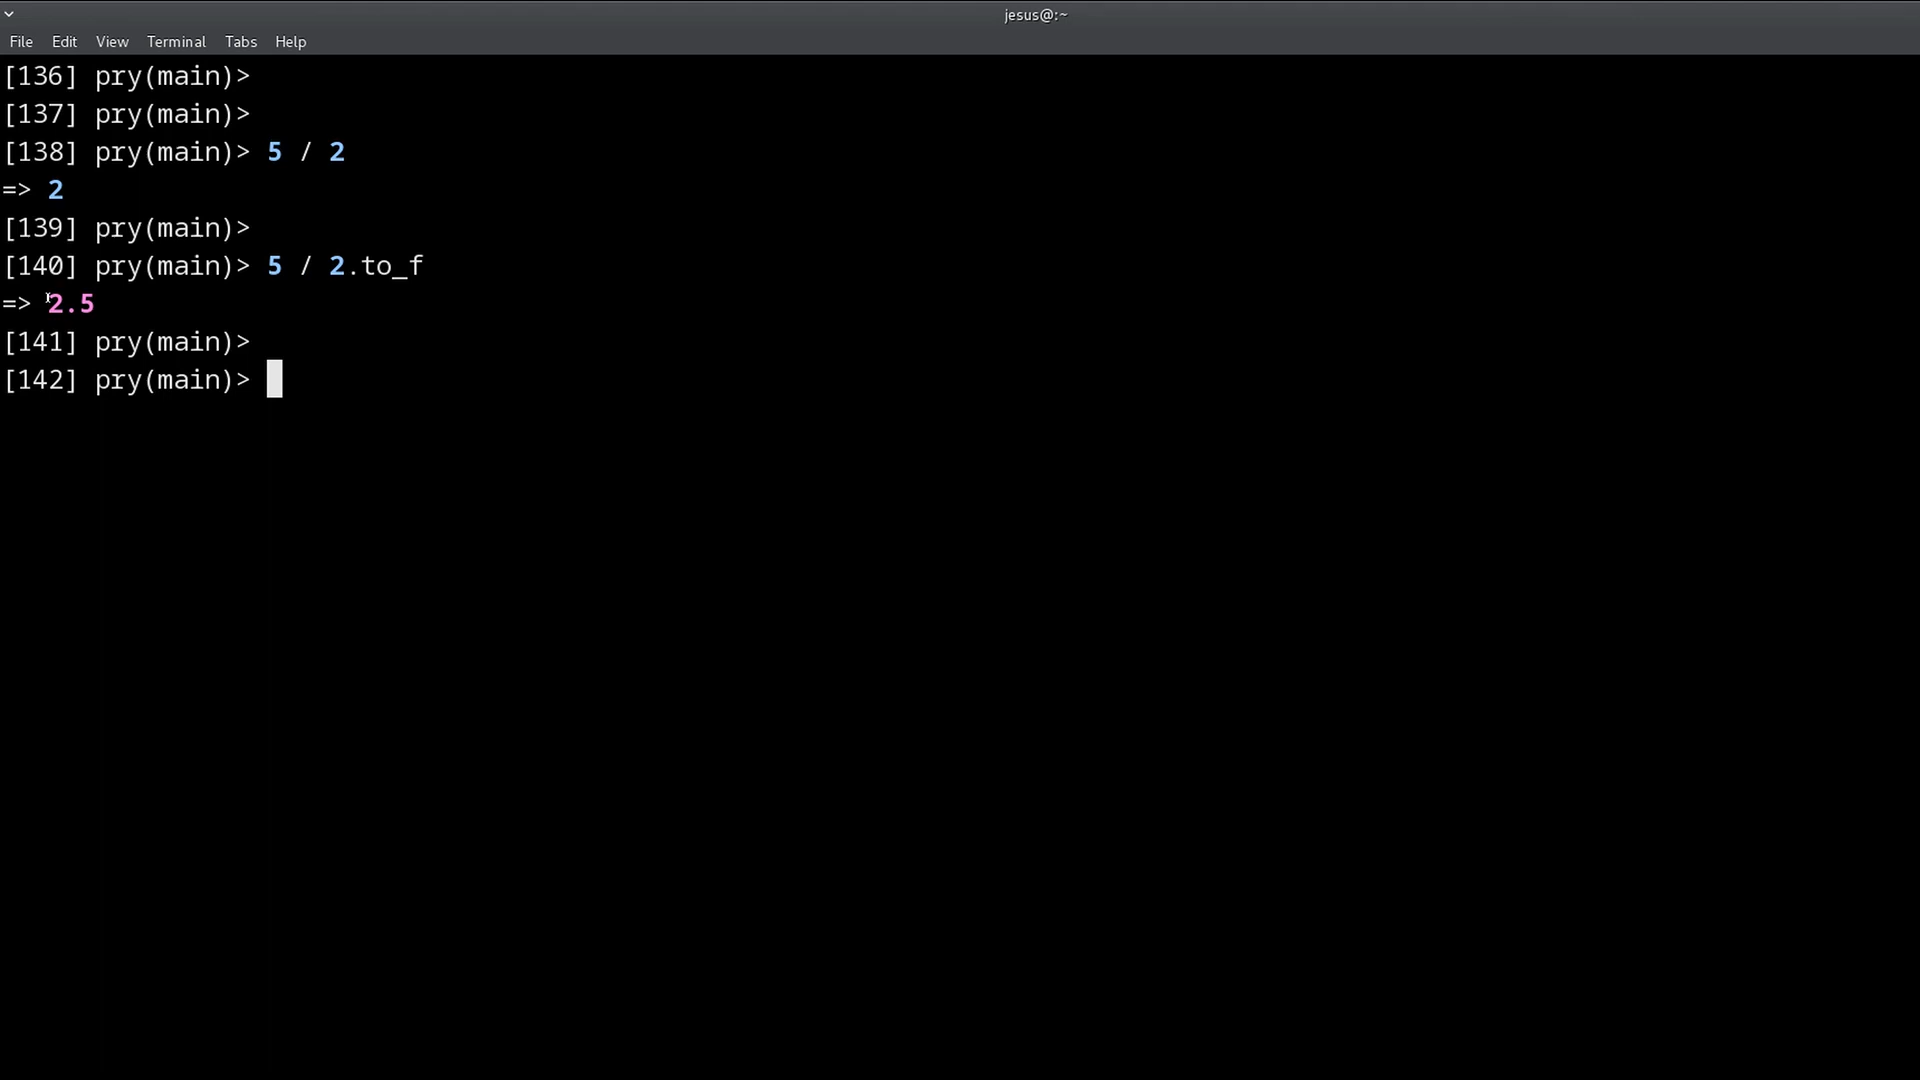 jesus@:~
File Edit View Terminal Tabs Help
[136] pry(main)>
[137] pry(main)>
[138] pry(main)> 5 / 2
=> 2
[139] pry(main)>
[140] pry(main)> 5 / 2.to_f
=> 2.5
[141] pry(main)>
[142] pry(main)>